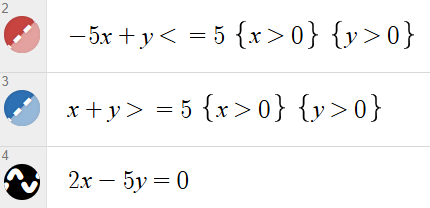 2
−5x + y < = 5 {x > 0} {y > 0}
3
x + y > = 5 {x > 0} {y > 0}
4
2x − 5y = 0